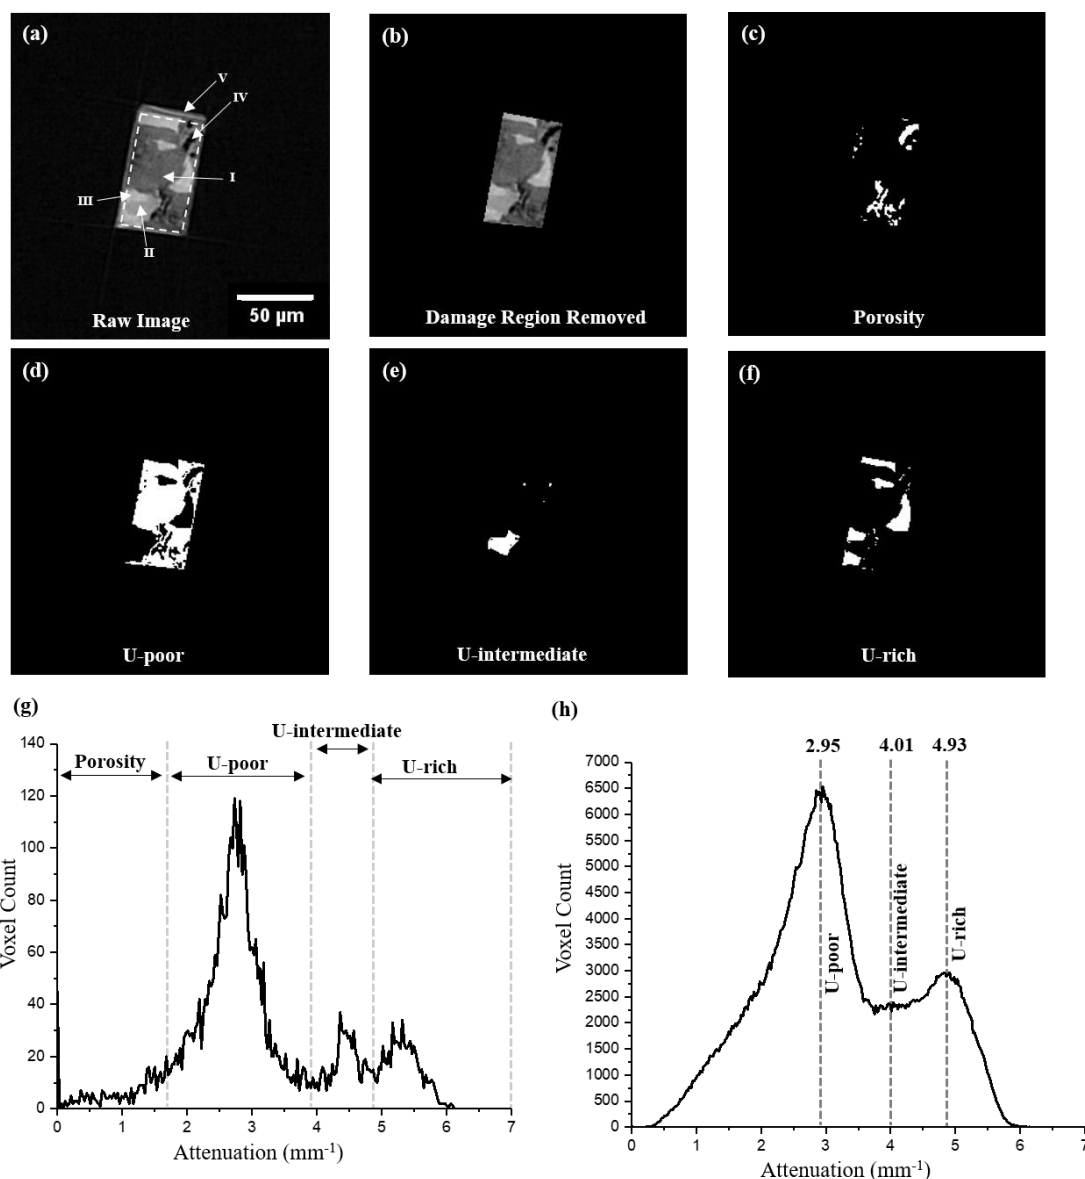 (a)
V
IV
I
III
II
50 µm
Raw Image
(b)
Damage Region Removed
(c)
Porosity
(d)
U-poor
(e)
U-intermediate
(f)
U-rich
(g)
U-intermediate
Porosity
U-poor
U-rich
140
120
100
80
60
40
20
0
Voxel Count
0 1 2 3 4 5 6 7
Attenuation (mm-1)
(h)
2.95 4.01 4.93
7000
6500
6000
5500
5000
4500
4000
3500
3000
2500
2000
1500
1000
500
0
Voxel Count
U-poor
U-intermediate
U-rich
0 1 2 3 4 5 6 7
Attenuation (mm-1)